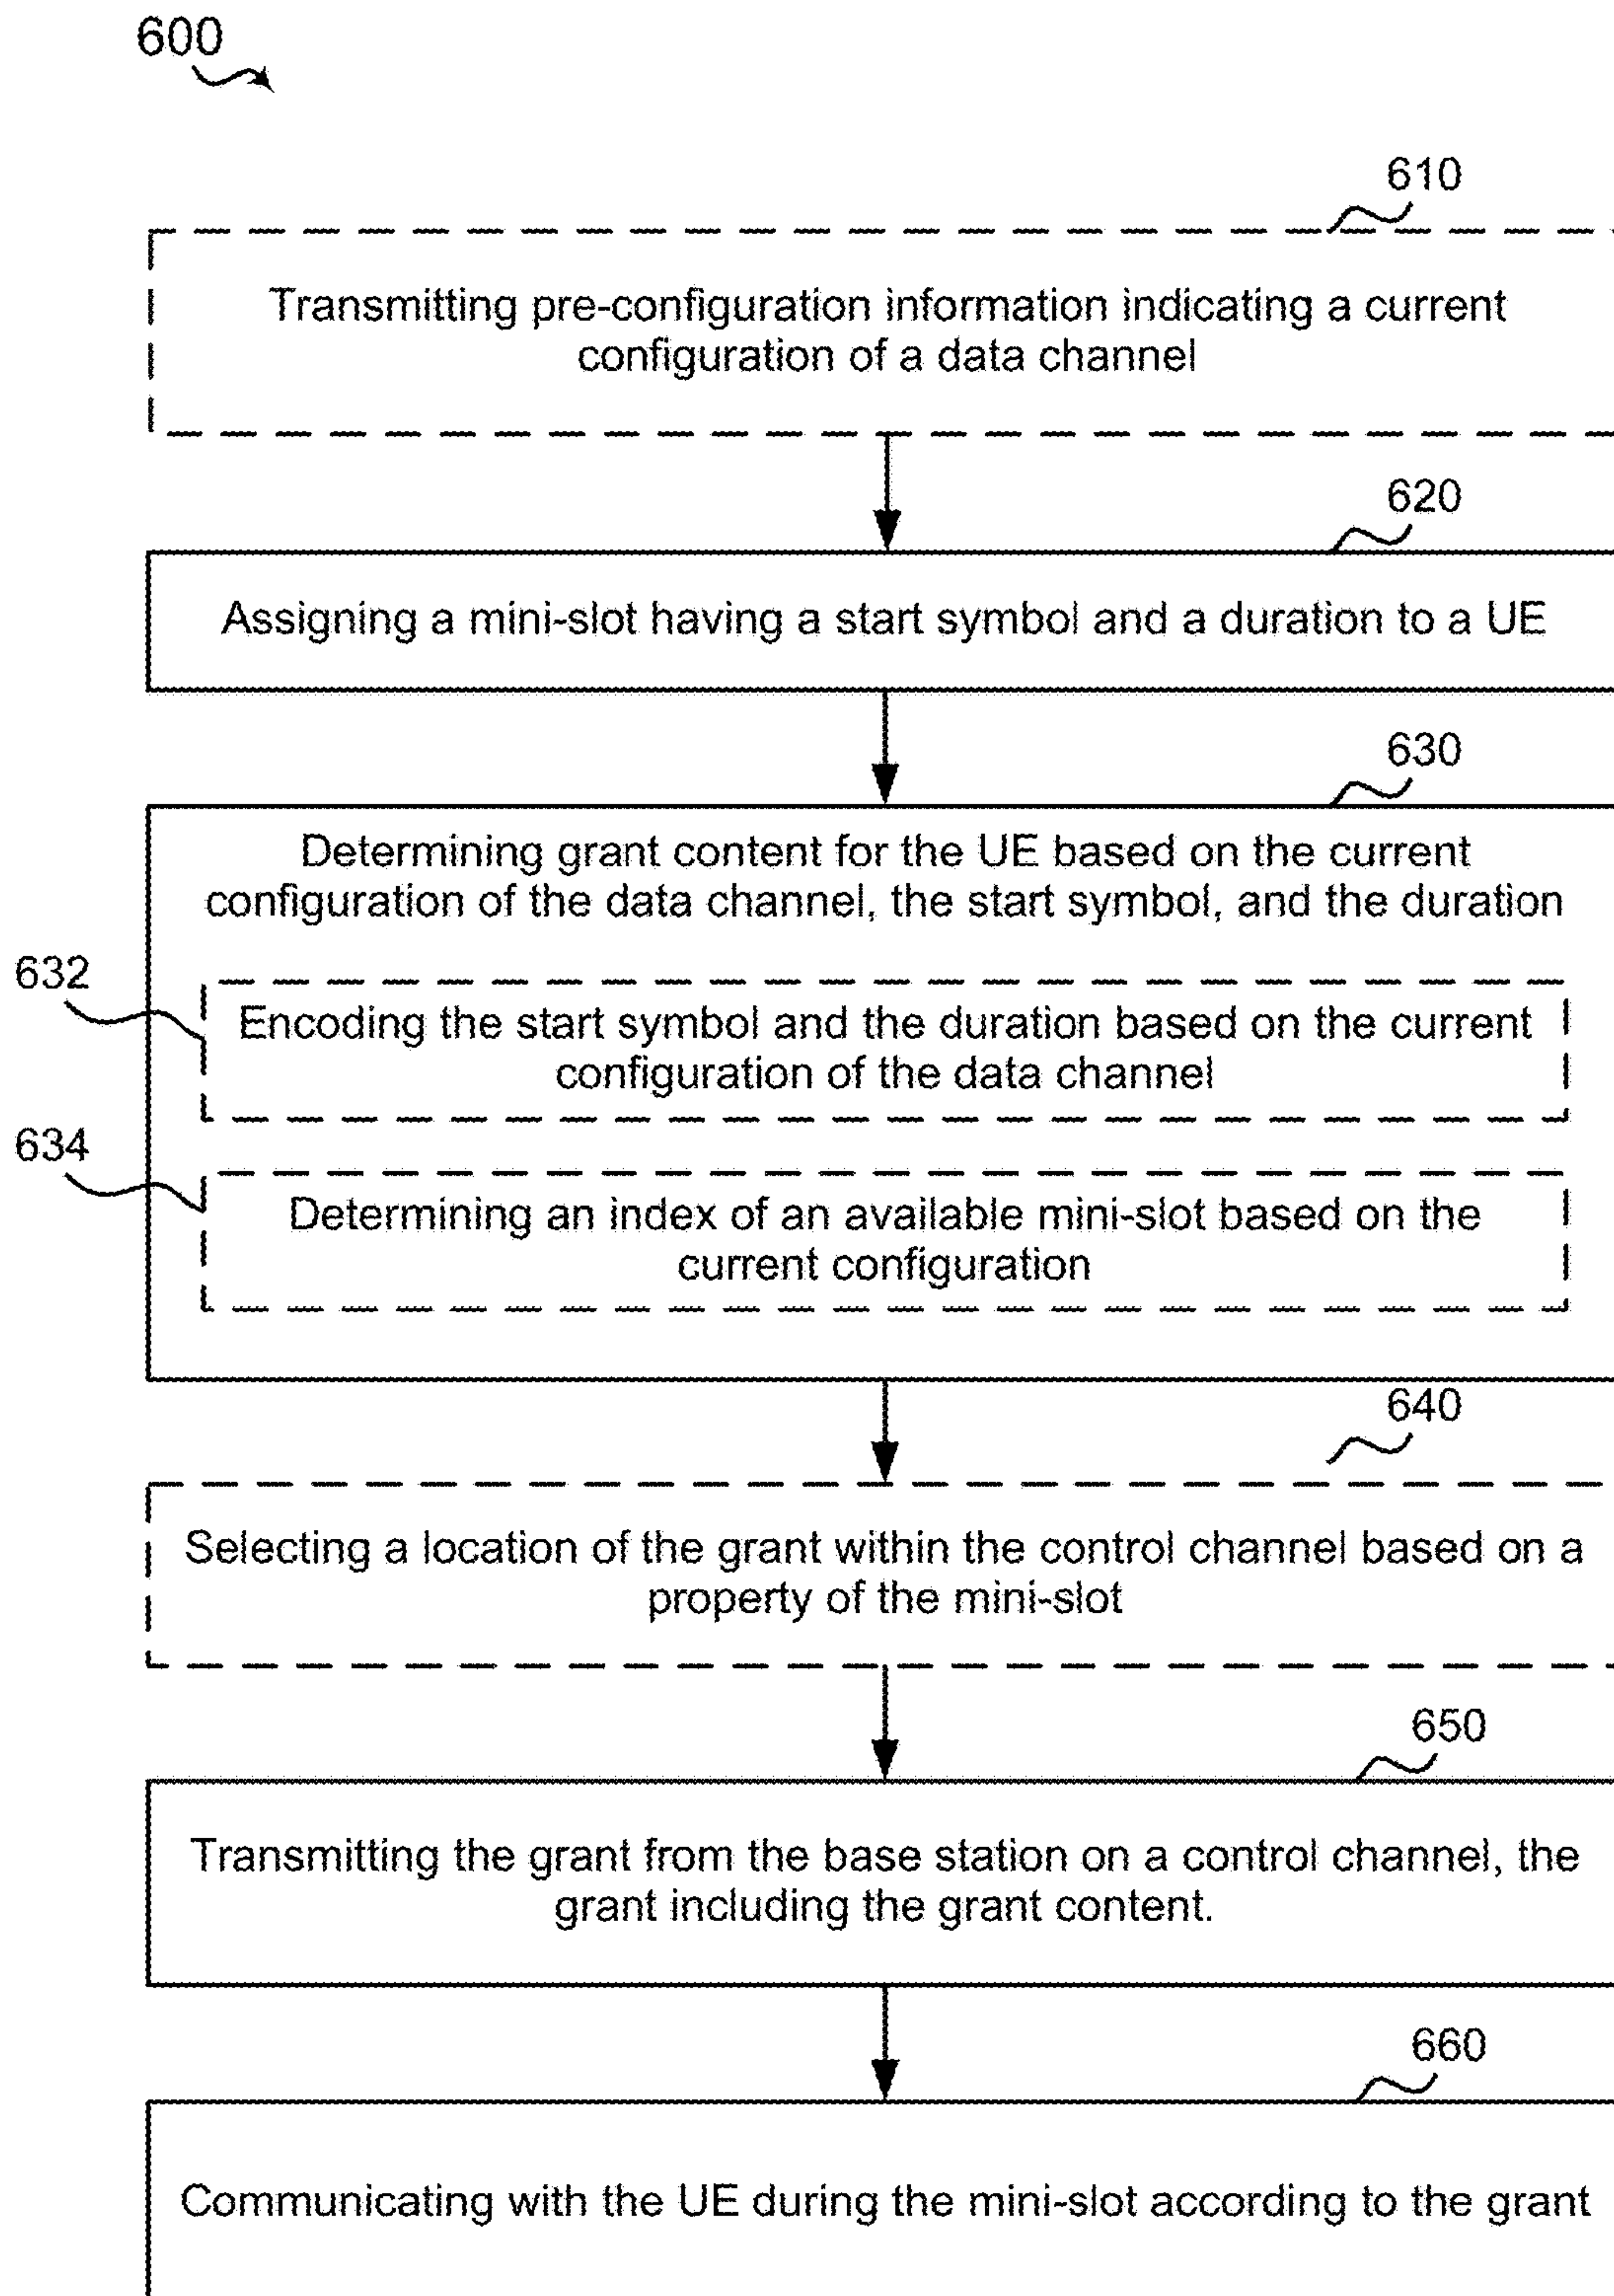 600
610
Transmitting pre-configuration information indicating a current
configuration of a data channel
620
Assigning a mini-slot having a start symbol and a duration to a UE
630
Determining grant content for the UE based on the current
configuration of the data channel, the start symbol, and the duration
632
Encoding the start symbol and the duration based on the current
configuration of the data channel
634
Determining an index of an available mini-slot based on the
current configuration
640
Selecting a location of the grant within the control channel based on a
property of the mini-slot
650
Transmitting the grant from the base station on a control channel, the
grant including the grant content.
660
Communicating with the UE during the mini-slot according to the grant